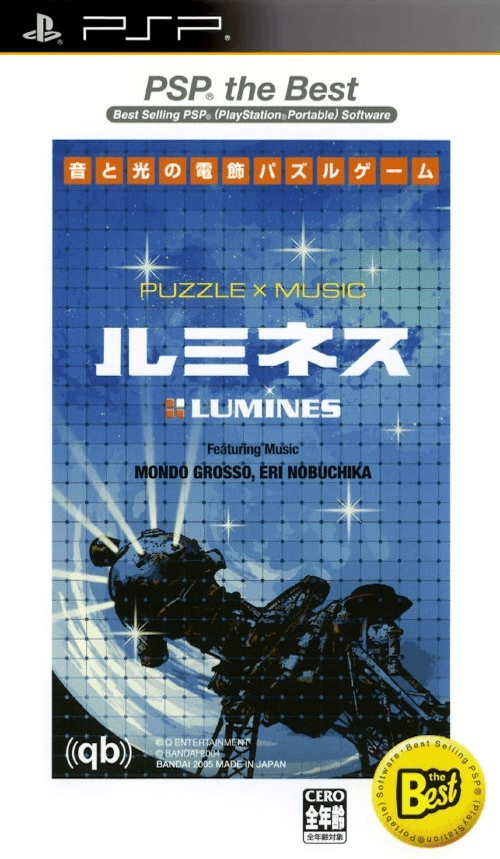 PSP®
PSP® the Best
Best Selling PSP® (PlayStation®Portable) Software
音と光の電飾パズルゲーム
PUZZLE × MUSIC
ルミネス
LUMINES
Featuring Music
MONDO GROSSO, ERI NOBUCHIKA
((qb))
© Q ENTERTAINMENT
© BANDAI 2004
BANDAI 2005 MADE IN JAPAN
CERO
全年齢
全年齢対象
Best Selling PSP® (PlayStation®Portable) Software
the
Best